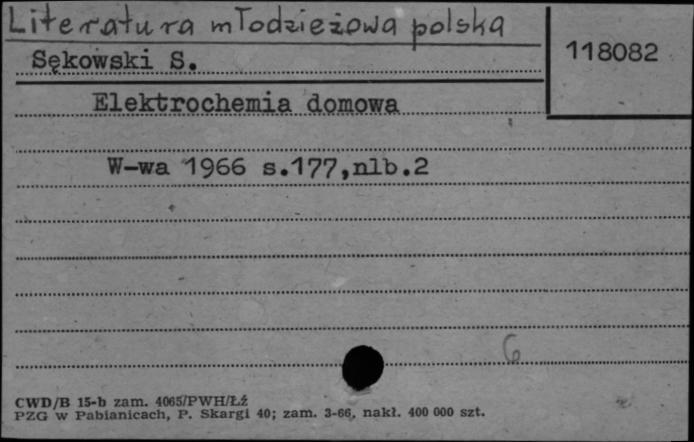 Literatura młodzieżowa polska
118082
Sękowski S.
Elektrochemia domowa
W-wa 1966 s.177,nlb.2
6
CWD/B 15-b zam. 4065/PWH/Łź
PZG w Pabianicach, P. Skargi 40; zam. 3-66, nakł. 400 000 szt.